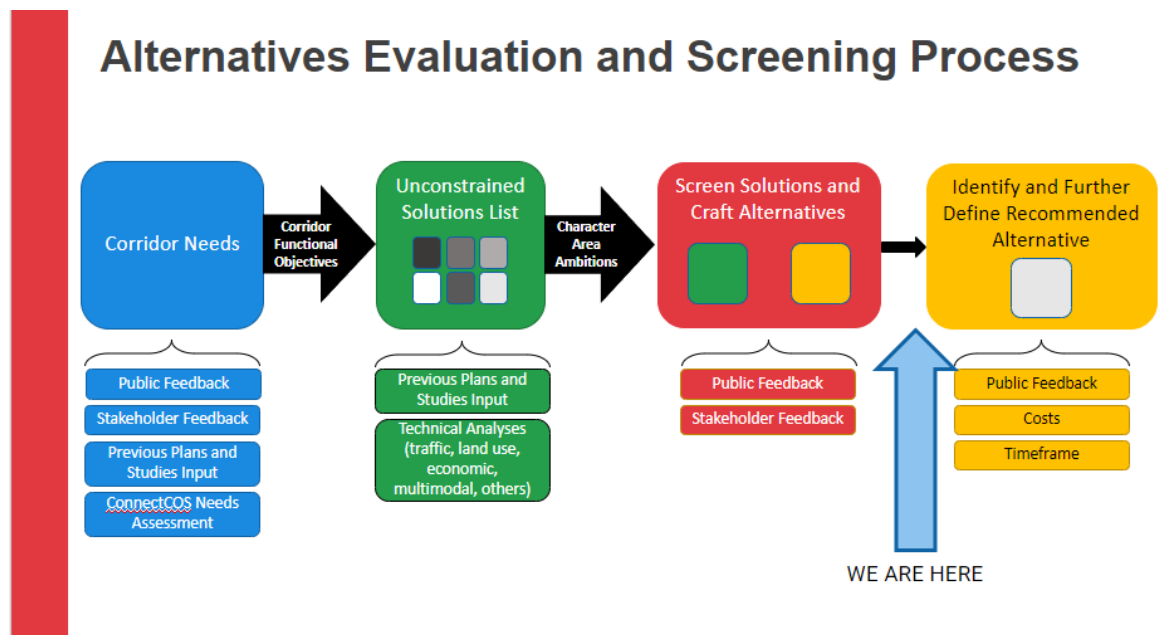 Alternatives Evaluation and Screening Process
Corridor Needs
Corridor
Functional
Objectives
Unconstrained
Solutions List
Character
Area
Ambitions
Screen Solutions and
Craft Alternatives
Identify and Further
Define Recommended
Alternative
Public Feedback
Stakeholder Feedback
Previous Plans and
Studies Input
ConnectCOS Needs
Assessment
Previous Plans and
Studies Input
Technical Analyses
(traffic, land use,
economic,
multimodal, others)
Public Feedback
Stakeholder Feedback
Public Feedback
Costs
Timeframe
WE ARE HERE